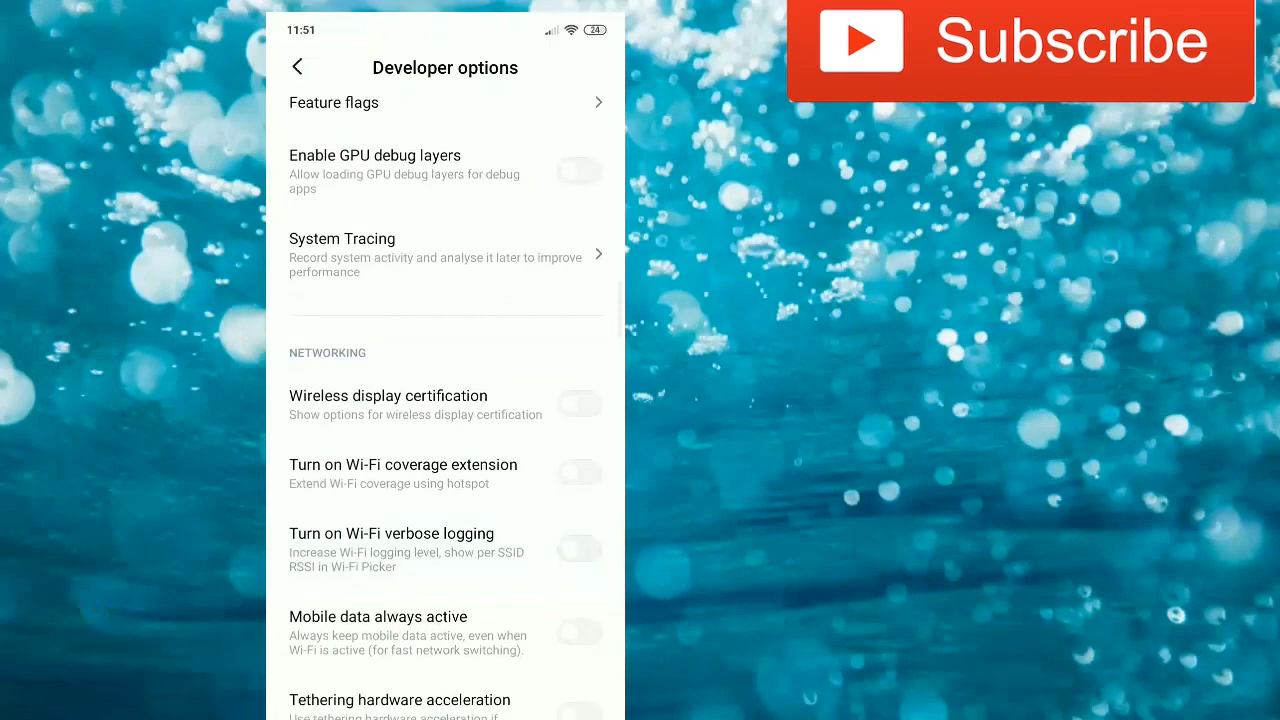 11:51
24
Subscribe
Developer options
Feature flags
Enable GPU debug layers
Allow loading GPU debug layers for debug
apps
System Tracing
Record system activity and analyse it later to improve
performance
NETWORKING
Wireless display certification
Show options for wireless display certification
Turn on Wi-Fi coverage extension
Extend Wi-Fi coverage using hotspot
Turn on Wi-Fi verbose logging
Increase Wi-Fi logging level, show per SSID
RSSI in Wi-Fi Picker
Mobile data always active
Always keep mobile data active, even when
Wi-Fi is active (for fast network switching).
Tethering hardware acceleration
Use tethering hardware acceleration if